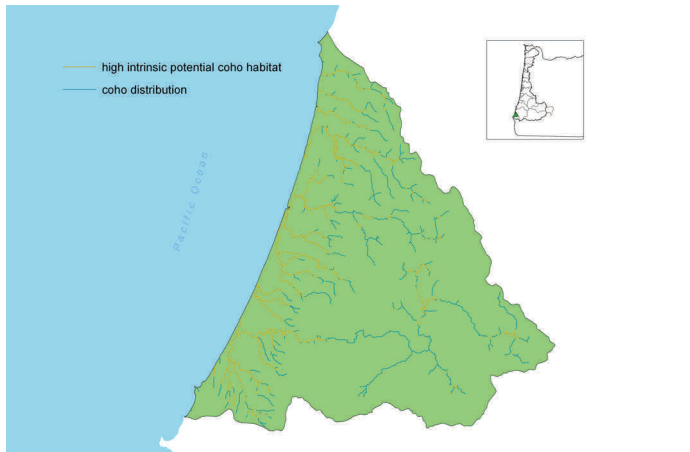 high intrinsic potential coho habitat
coho distribution
Pacific Ocean